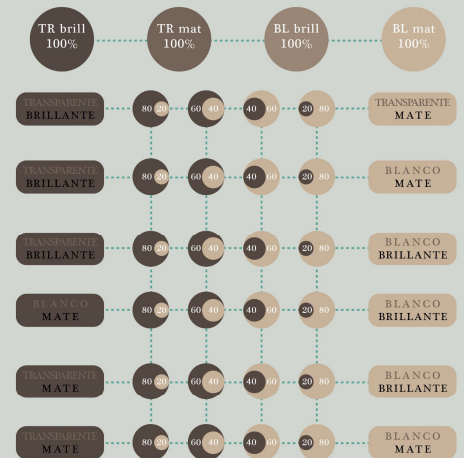 TR brill TR mat BL brill BL mat
100% 100% 100% 100%
TRANSPARENTE 80 20 60 40 40 60 20 80 TRANSPARENTE
BRILLANTE MATE
TRANSPARENTE 80 20 60 40 40 60 20 80 BLANCO
BRILLANTE MATE
TRANSPARENTE 80 20 60 40 40 60 20 80 BLANCO
BRILLANTE BRILLANTE
BLANCO 80 20 60 40 40 60 20 80 BLANCO
MATE BRILLANTE
TRANSPARENTE 80 20 60 40 40 60 20 80 BLANCO
MATE BRILLANTE
TRANSPARENTE 80 20 60 40 40 60 20 80 BLANCO
MATE MATE